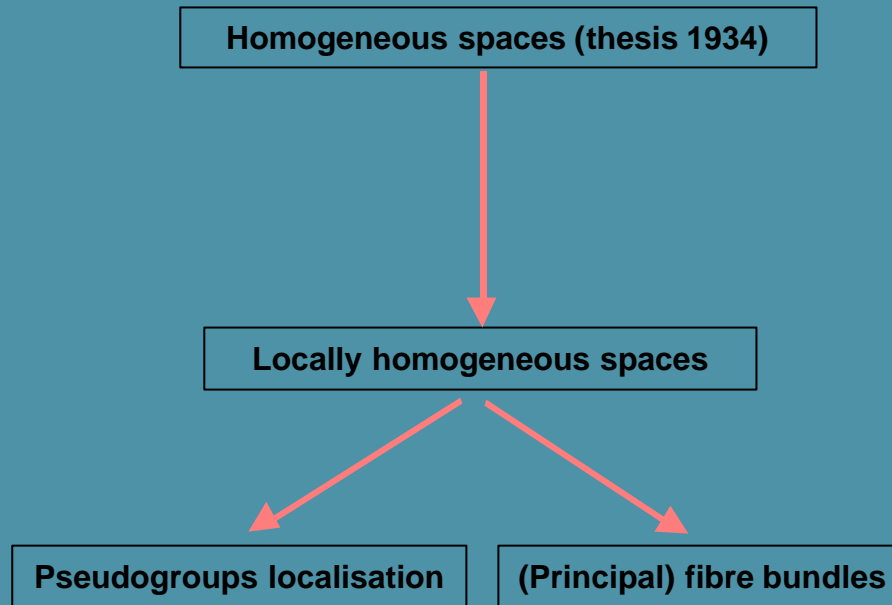 Homogeneous spaces (thesis 1934)
Locally homogeneous spaces
Pseudogroups localisation
(Principal) fibre bundles